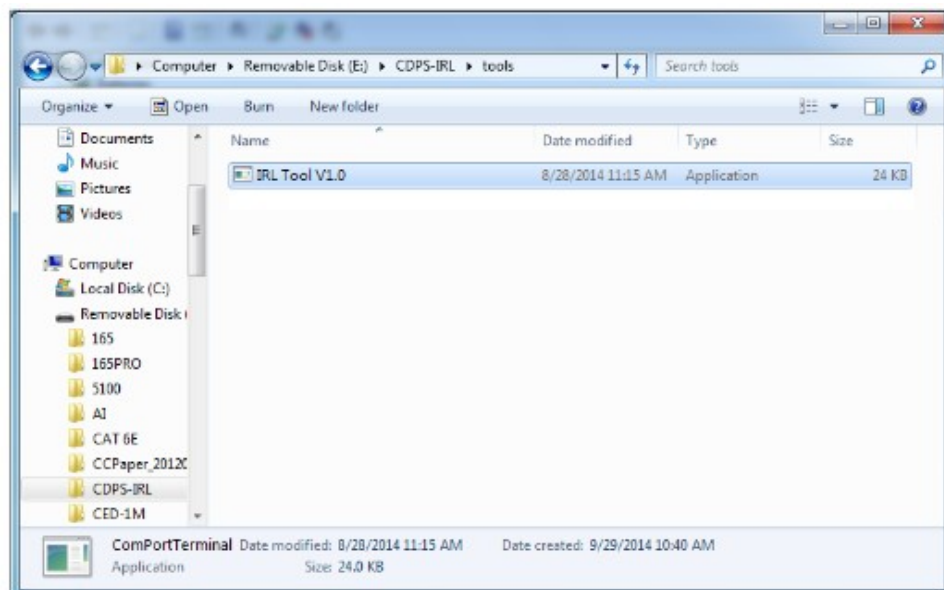 Computer ▸ Removable Disk (E:) ▸ CDPS-IRL ▸ tools
Search tools
Organize Open Burn New folder
Name Date modified Type Size
IRL Tool V1.0 8/28/2014 11:15 AM Application 24 KB
Documents
Music
Pictures
Videos
Computer
Local Disk (C:)
Removable Disk (
165
165PRO
5100
AI
CAT 6E
CCPaper_2012
CDPS-IRL
CED-1M
ComPortTerminal Date modified: 8/28/2014 11:15 AM Date created: 9/29/2014 10:40 AM
Application Size: 24.0 KB